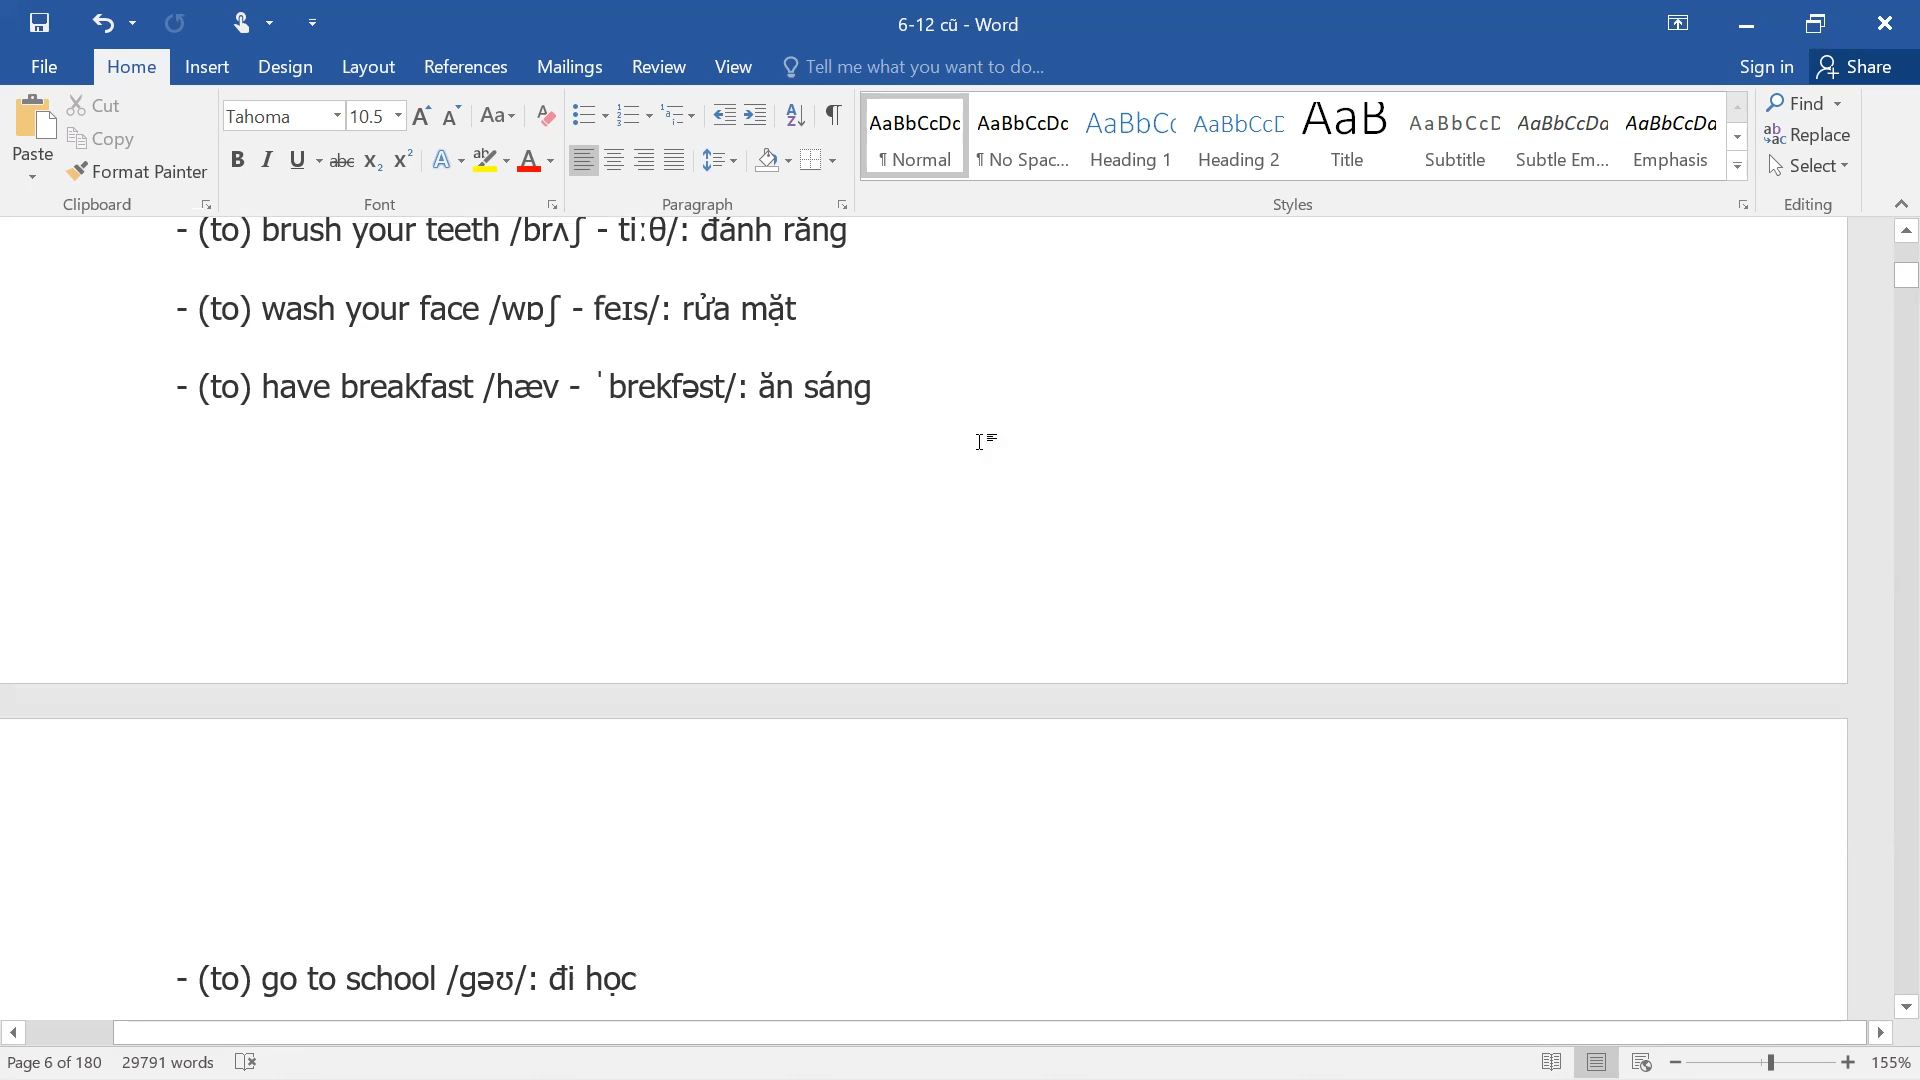 6-12 cũ - Word
File Home Insert Design Layout References Mailings Review View Tell me what you want to do... Sign in Share
Paste
Cut
Copy
Format Painter
Clipboard
Tahoma 10.5
Font
Paragraph
AaBbCcDc AaBbCcDc AaBbCc AaBbCcD AaB AaBbCcD AaBbCcDa AaBbCcDa
¶ Normal ¶ No Spac... Heading 1 Heading 2 Title Subtitle Subtle Em... Emphasis
Styles
Find
Replace
Select
Editing
- (to) brush your teeth /brʌʃ - tiːθ/: đánh răng
- (to) wash your face /wɒʃ - feɪs/: rửa mặt
- (to) have breakfast /hæv - ˈbrekfəst/: ăn sáng
- (to) go to school /gəʊ/: đi học
Page 6 of 180 29791 words 155%